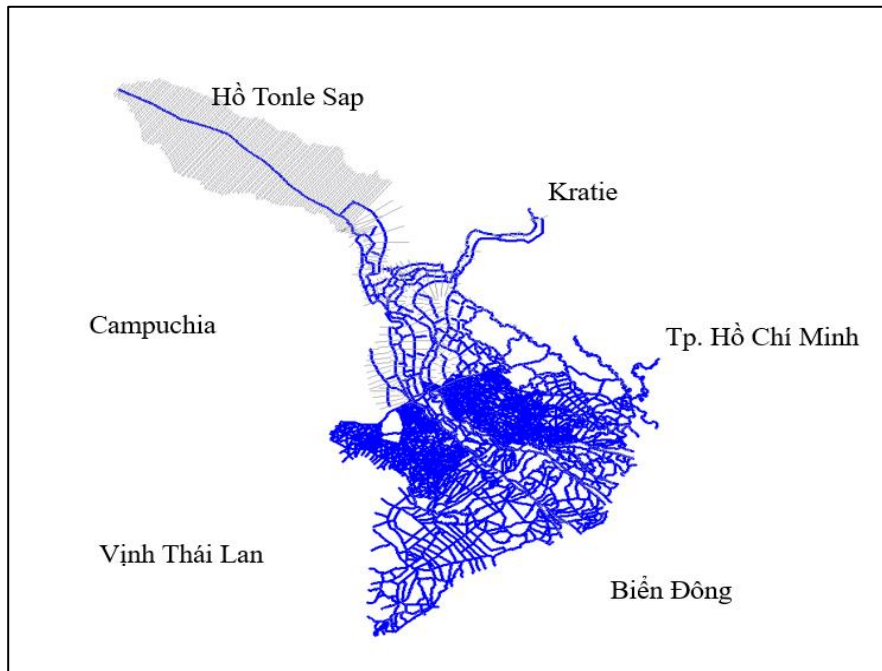 Hồ Tonle Sap
Kratie
Campuchia
Tp. Hồ Chí Minh
Vịnh Thái Lan
Biển Đông